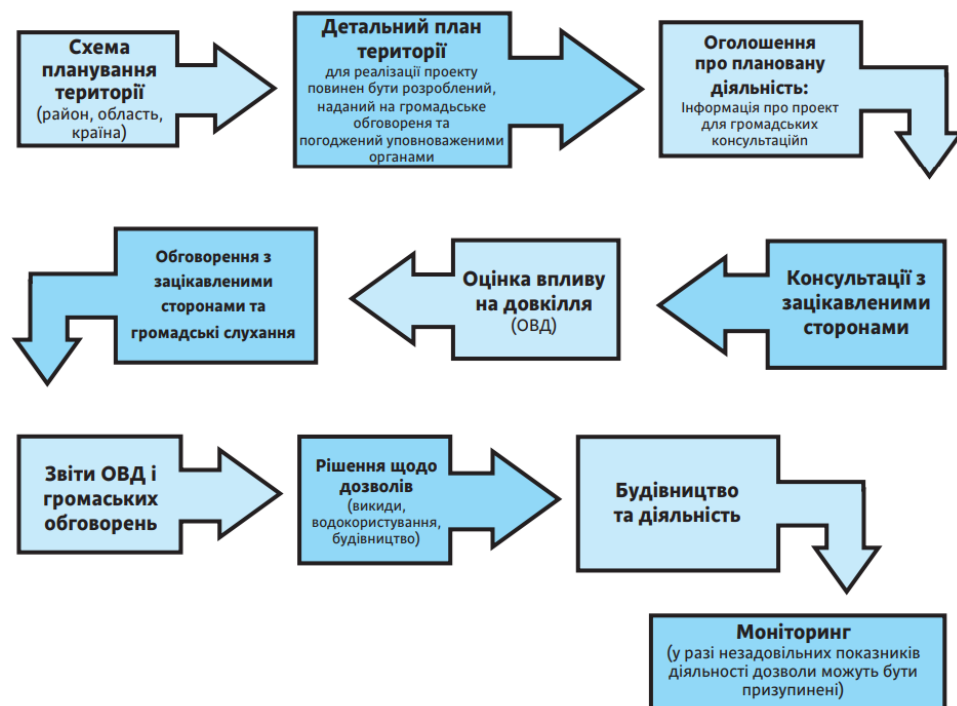 Схема
планування
території
(район, область,
країна)
Детальний план
території
для реалізації проекту
повинен бути розроблений,
наданий на громадьське
обговореня та
погоджений уповноваженими
органами
Оголошення
про плановану
діяльність:
Інформація про проект
для громадських
консультаційп
Консультації з
зацікавленими
сторонами
Оцінка впливу
на довкілля
(ОВД)
Обговорення з
зацікавленими
сторонами та
громадські слухання
Звіти ОВД і
громаських
обговорень
Рішення щодо
дозволів
(викиди,
водокористування,
будівництво)
Будівництво
та діяльність
Моніторинг
(у разі незадовільних показників
діяльності дозволи можуть бути
призупинені)